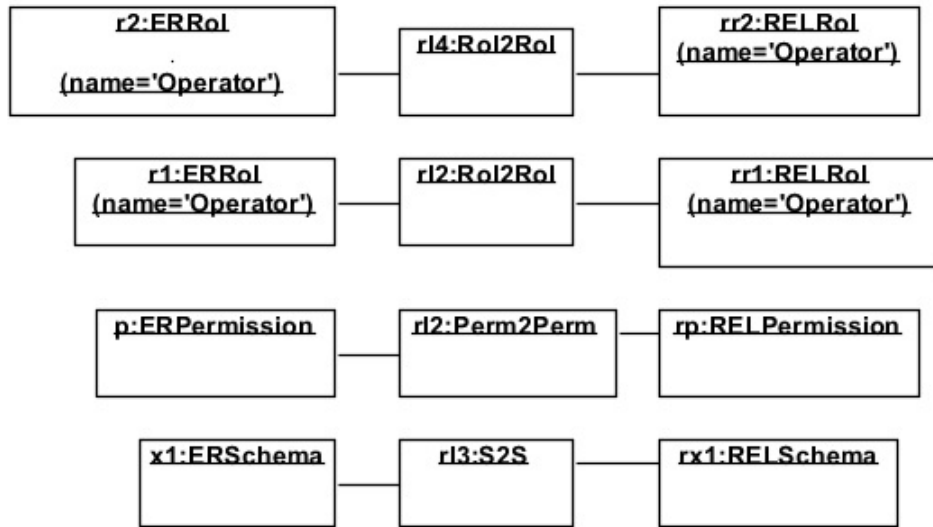 r2:ERRol
(name='Operator')
rl4:Rol2Rol
rr2:RELRol
(name='Operator')
r1:ERRol
(name='Operator')
rl2:Rol2Rol
rr1:RELRol
(name='Operator')
p:ERPermission
rl2:Perm2Perm
rp:RELPermission
x1:ERSchema
rl3:S2S
rx1:RELSchema